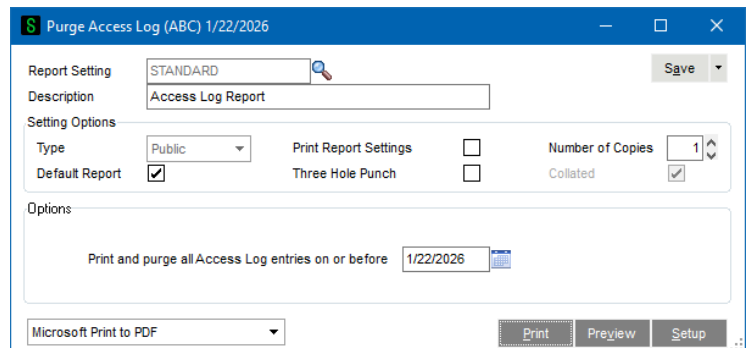 S Purge Access Log (ABC) 1/22/2026
Report Setting STANDARD Save
Description Access Log Report
Setting Options
Type Public Print Report Settings Number of Copies 1
Default Report Three Hole Punch Collated
Options
Print and purge all Access Log entries on or before 1/22/2026
Microsoft Print to PDF Print Preview Setup